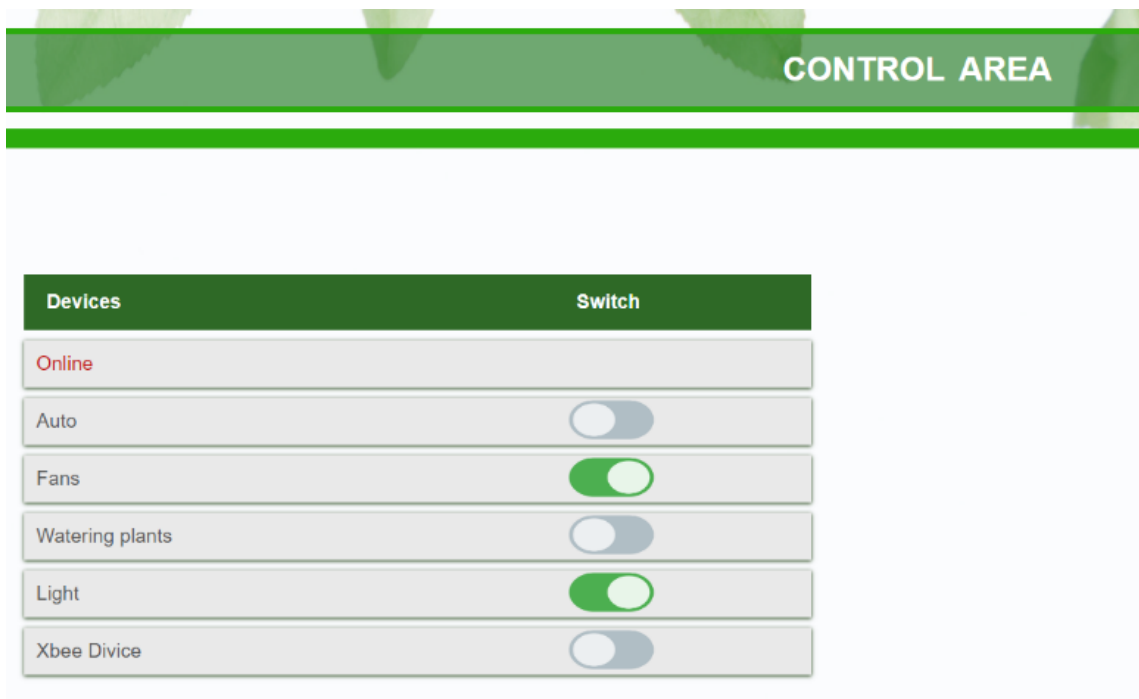 CONTROL AREA
Devices Switch
Online
Auto
Fans
Watering plants
Light
Xbee Divice